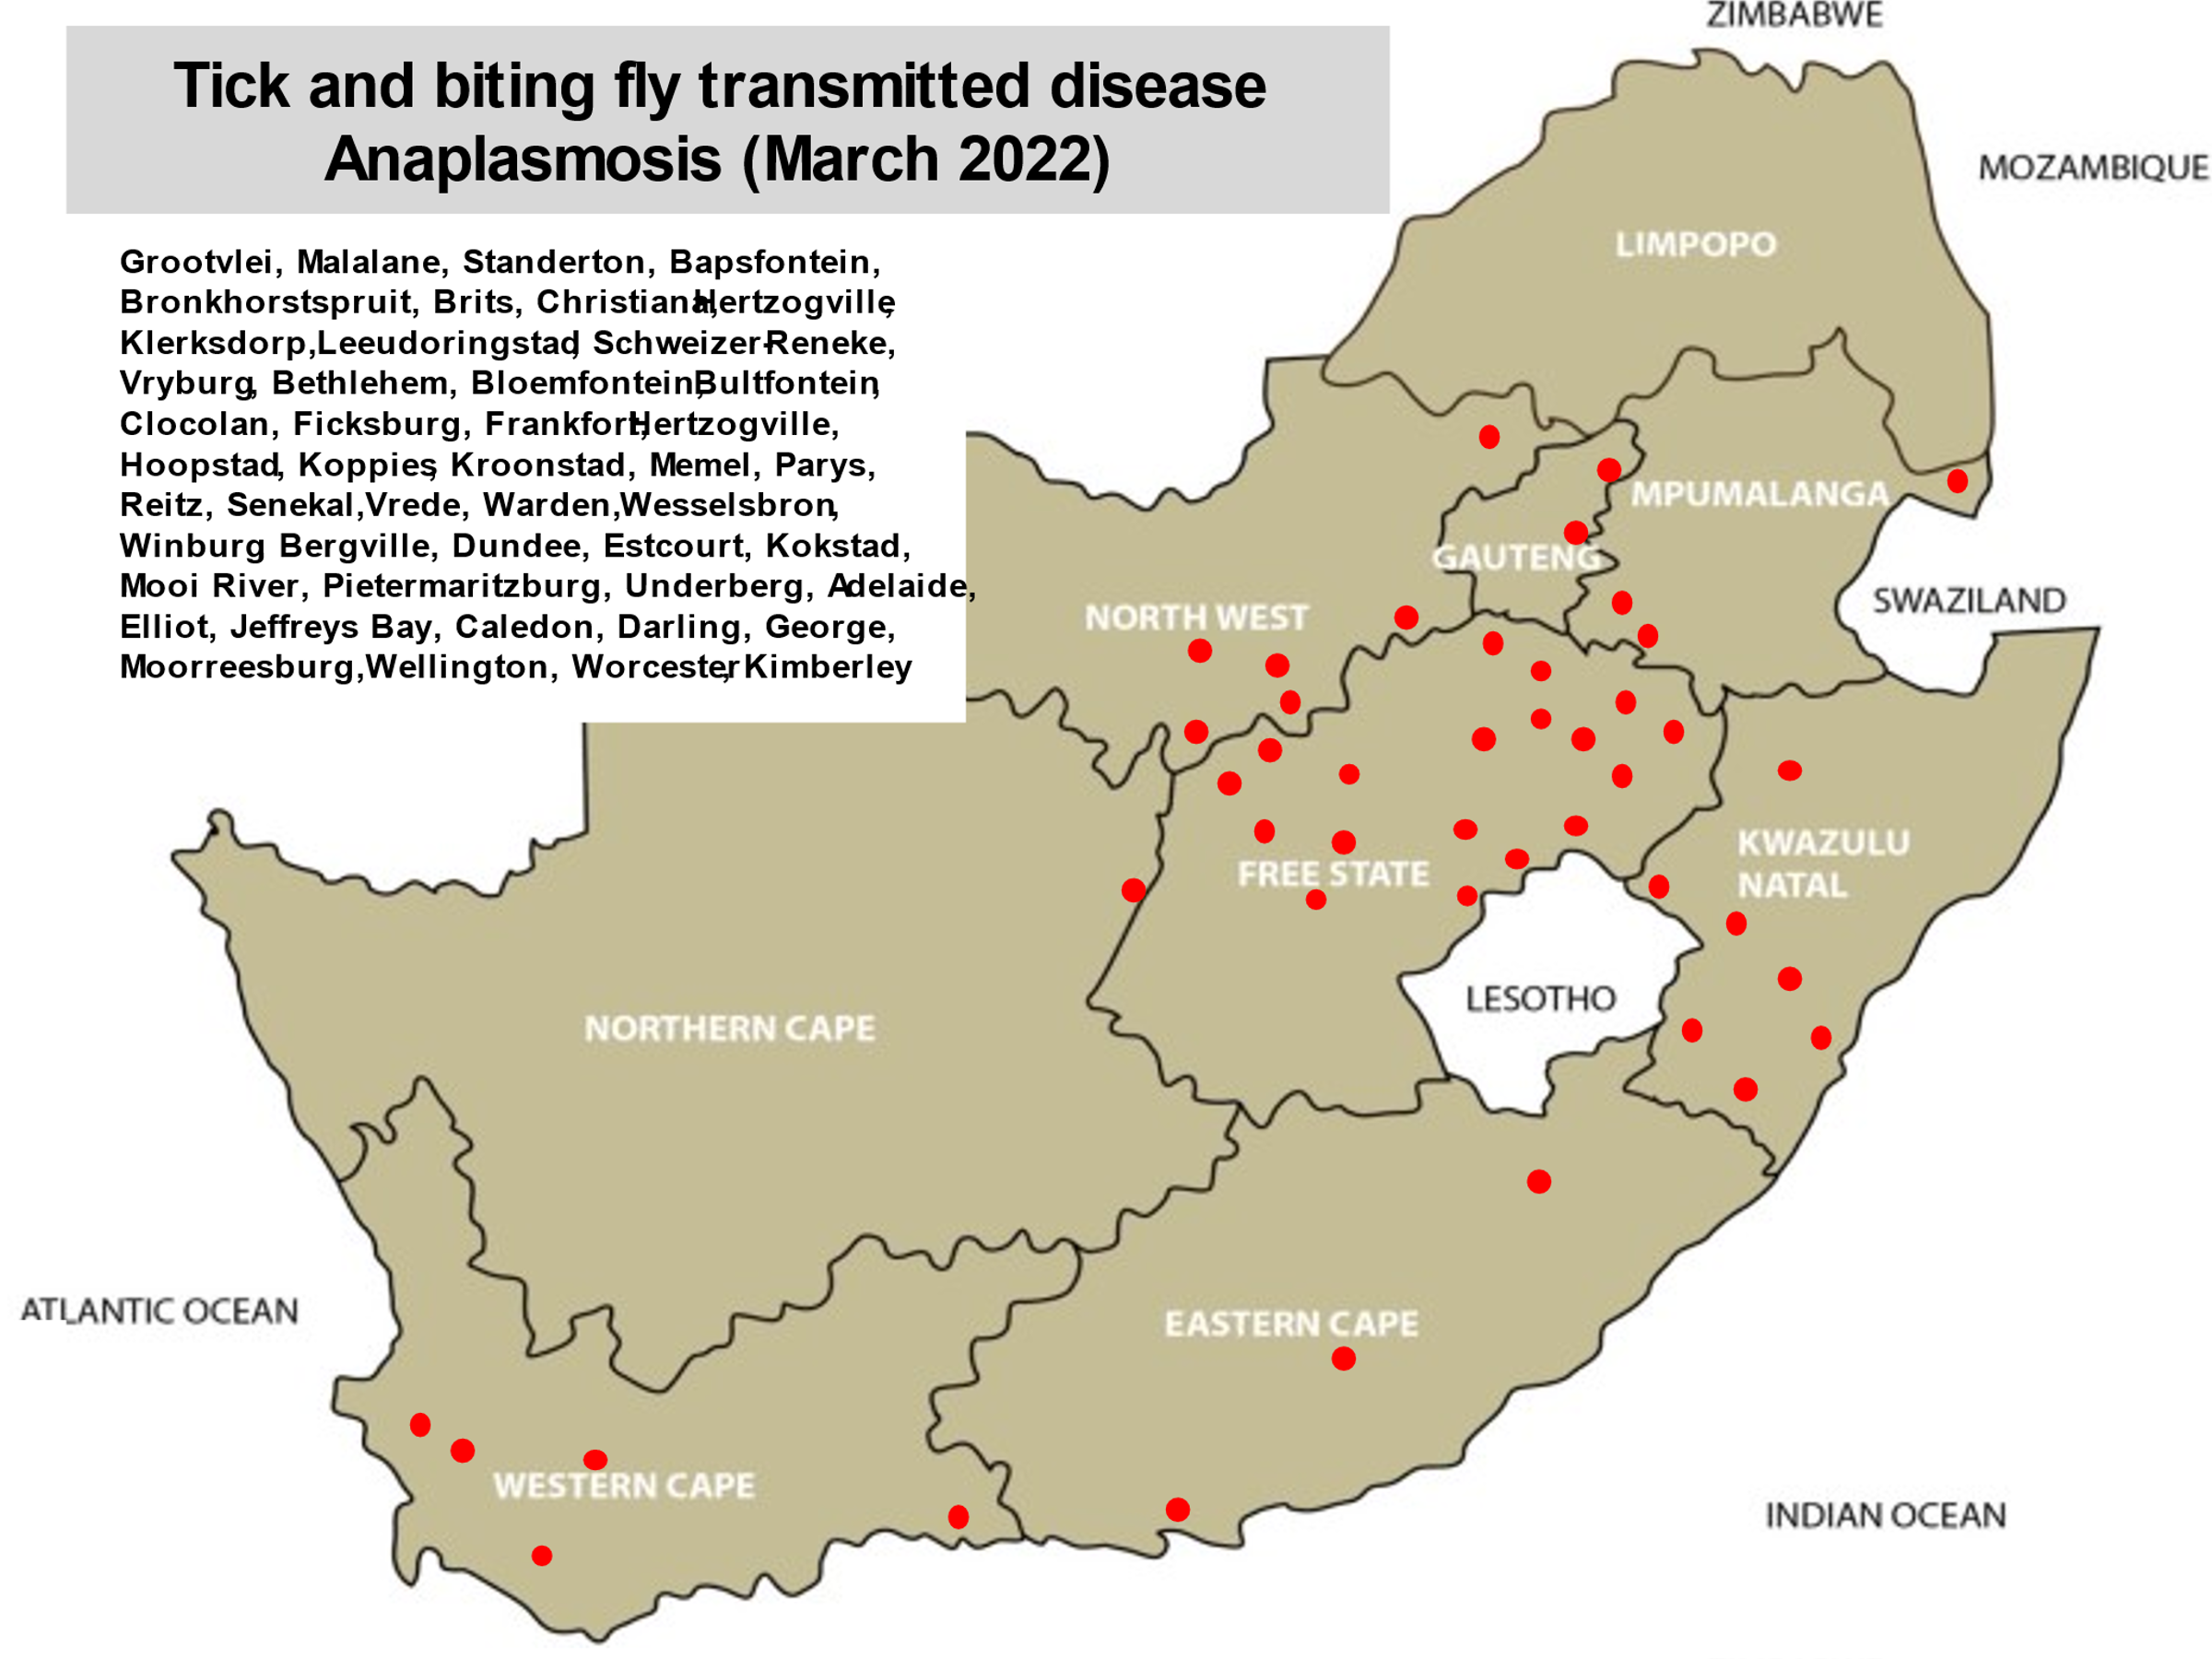 ZIMBABWE
Tick and biting fly transmitted disease
Anaplasmosis (March 2022)
MOZAMBIQUE
LIMPOPO
Grootvlei, Malalane, Standerton, Bapsfontein,
Bronkhorstspruit, Brits, Christiana, Hertzogville,
Klerksdorp,Leeudoringstad, Schweizer-Reneke,
Vryburg, Bethlehem, Bloemfontein, Bultfontein,
Clocolan, Ficksburg, Frankfort, Hertzogville,
Hoopstad, Koppies, Kroonstad, Memel, Parys,
Reitz, Senekal,Vrede, Warden,Wesselsbron,
Winburg Bergville, Dundee, Estcourt, Kokstad,
Mooi River, Pietermaritzburg, Underberg, Adelaide,
Elliot, Jeffreys Bay, Caledon, Darling, George,
Moorreesburg,Wellington, Worcester, Kimberley
MPUMALANGA
GAUTENG
SWAZILAND
NORTH WEST
KWAZULU
NATAL
FREE STATE
LESOTHO
NORTHERN CAPE
ATLANTIC OCEAN
EASTERN CAPE
WESTERN CAPE
INDIAN OCEAN